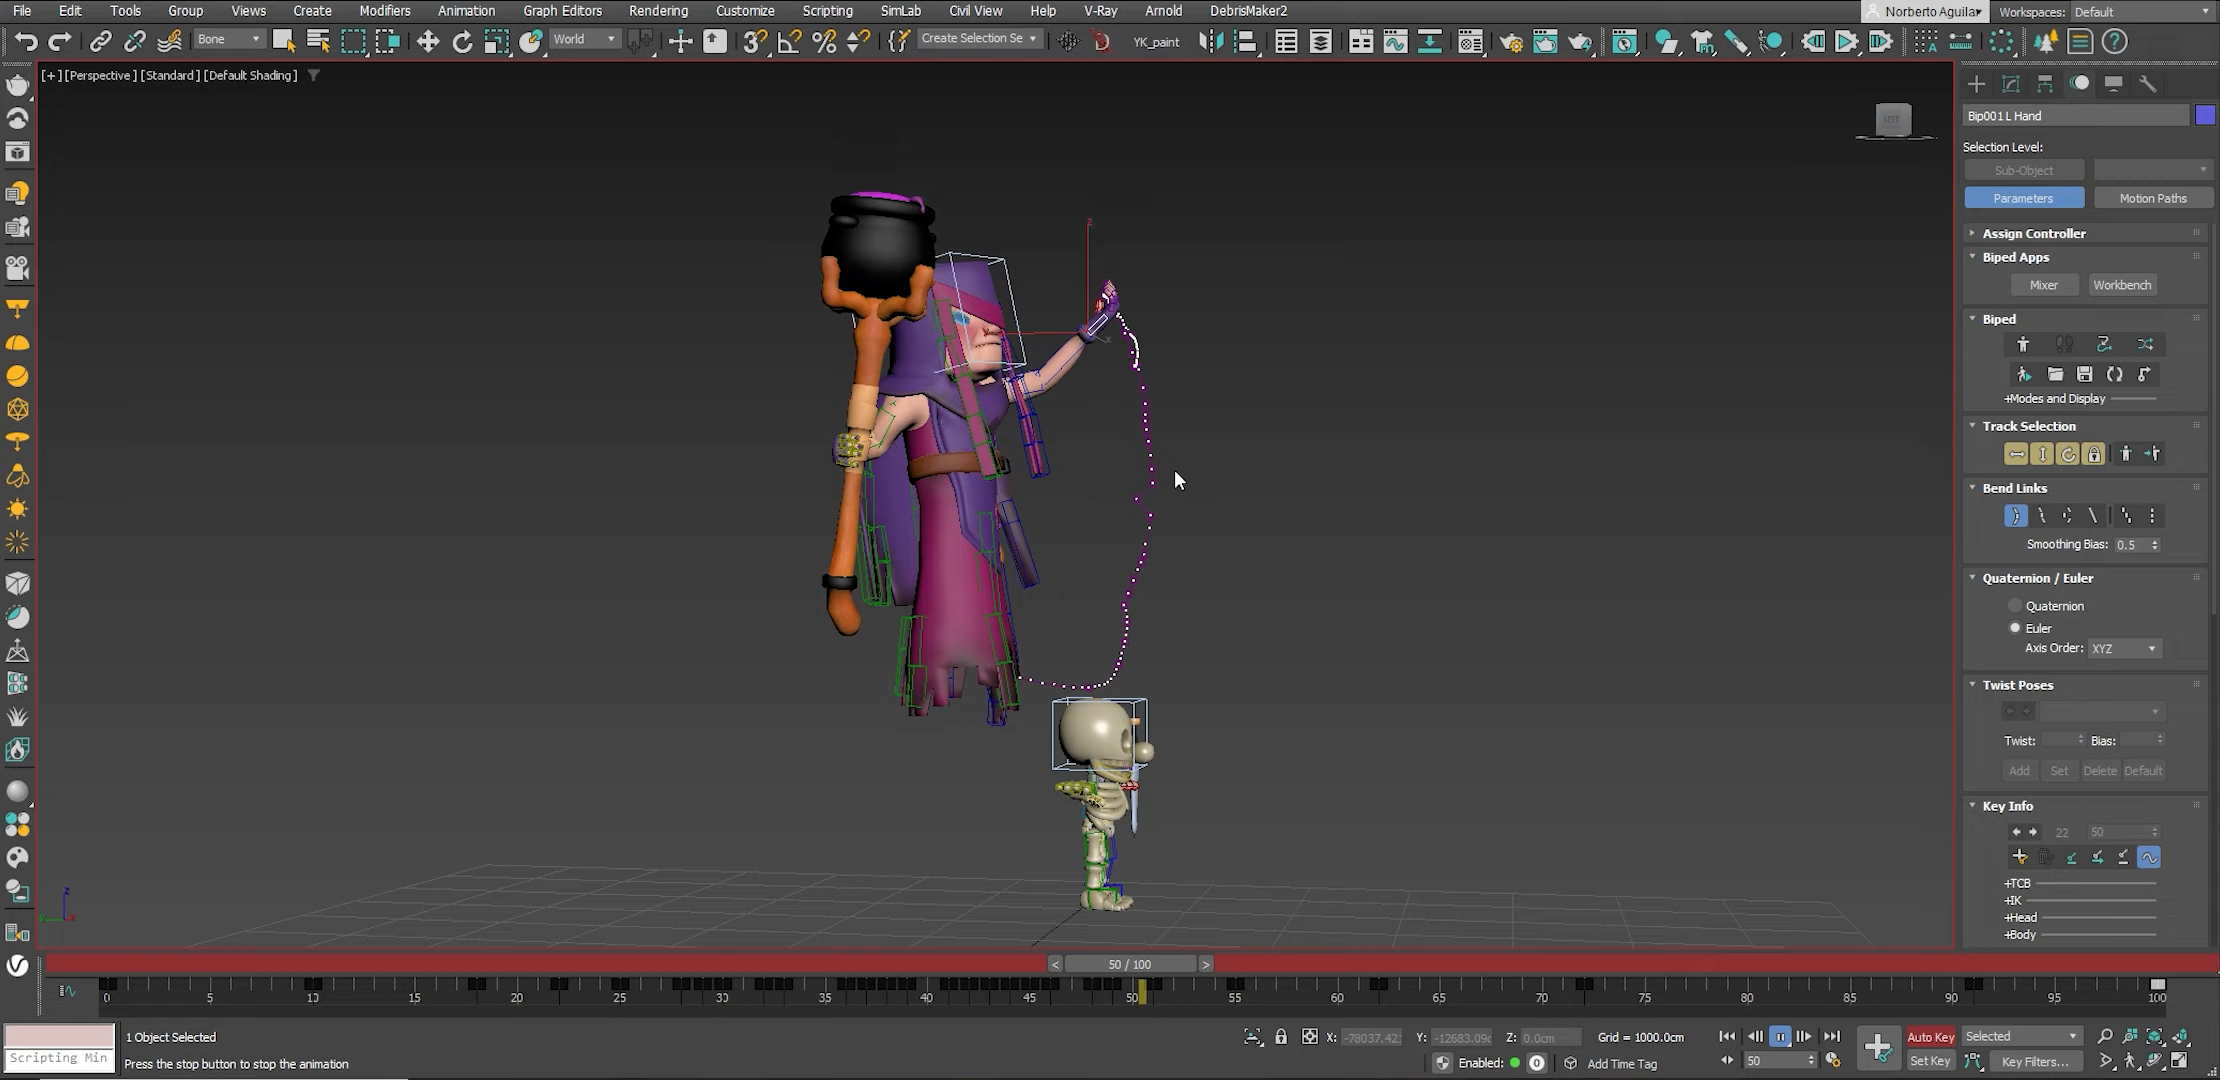 File Edit Tools Group Views Create Modifiers Animation Graph Editors Rendering Customize Scripting SimLab Civil View Help V-Ray Arnold DebrisMaker2 Norberto Aguila Workspaces: Default
Bone World Create Selection Se YK_paint
[+] [Perspective] [Standard] [Default Shading]
LEFT
Bip001 L Hand
Selection Level:
Sub-Object
Parameters Motion Paths
Assign Controller
Biped Apps
Mixer Workbench
Biped
+Modes and Display
Track Selection
Bend Links
Smoothing Bias: 0.5
Quaternion / Euler
Quaternion
Euler
Axis Order: XYZ
Twist Poses
Twist: Bias:
Add Set Delete Default
Key Info
22 50
+TCB
+IK
+Head
+Body
z
x
z
< 50 / 100 >
0 5 10 15 20 25 30 35 40 45 50 55 60 65 70 75 80 85 90 95 100
1 Object Selected X: -78037.42 Y: -12683.09 Z: 0.0cm Grid = 1000.0cm Auto Key Selected
Scripting Min Press the stop button to stop the animation Enabled: 0 Add Time Tag 50 Set Key Key Filters...